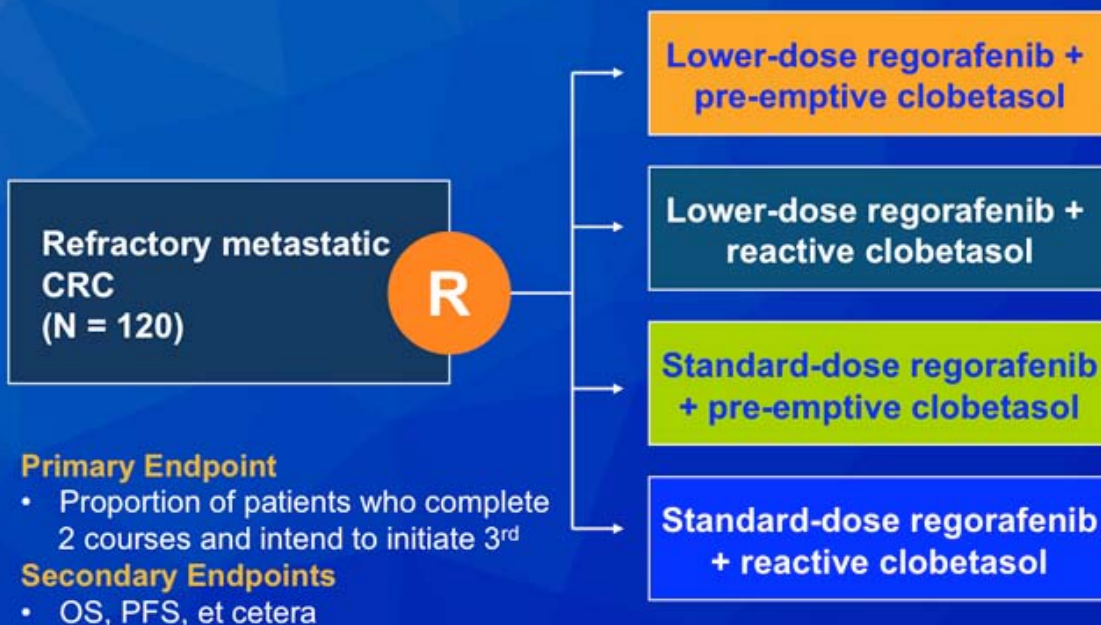 Refractory metastatic
CRC
(N = 120)
R
Lower-dose regorafenib +
pre-emptive clobetasol
Lower-dose regorafenib +
reactive clobetasol
Standard-dose regorafenib
+ pre-emptive clobetasol
Standard-dose regorafenib
+ reactive clobetasol
Primary Endpoint
• Proportion of patients who complete
2 courses and intend to initiate 3rd
Secondary Endpoints
• OS, PFS, et cetera